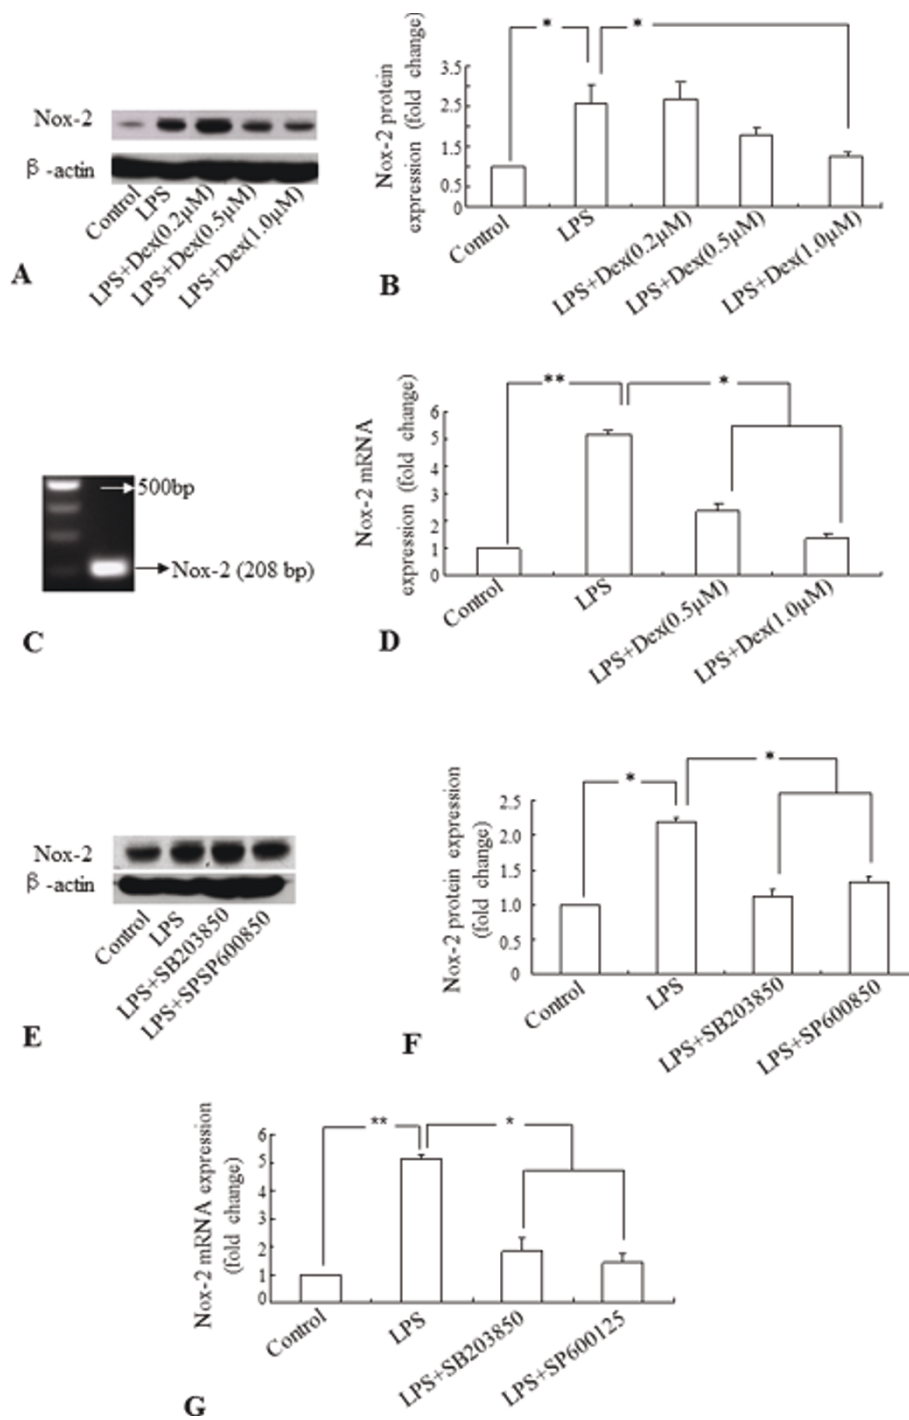 Nox-2
β-actin
Control
LPS
LPS+Dex(0.2μM)
LPS+Dex(0.5μM)
LPS+Dex(1.0μM)
A
* *
Nox-2 protein
expression (fold change)
3.5
2.5
1.5
0.5
0
Control
LPS
LPS+Dex(0.2μM)
LPS+Dex(0.5μM)
LPS+Dex(1.0μM)
B
500bp
Nox-2 (208 bp)
C
** *
Nox-2 mRNA
expression (fold change)
6
5
4
3
2
1
0
Control
LPS
LPS+Dex(0.5μM)
LPS+Dex(1.0μM)
D
Nox-2
β-actin
Control
LPS
LPS+SB203850
LPS+SPSP600850
E
* *
Nox-2 protein expression
(fold change)
2.5
2.0
1.5
1.0
0.5
0
Control
LPS
LPS+SB203850
LPS+SP600850
F
** *
Nox-2 mRNA expression
(fold change)
6
5
4
3
2
1
0
Control
LPS
LPS+SB203850
LPS+SP600125
G